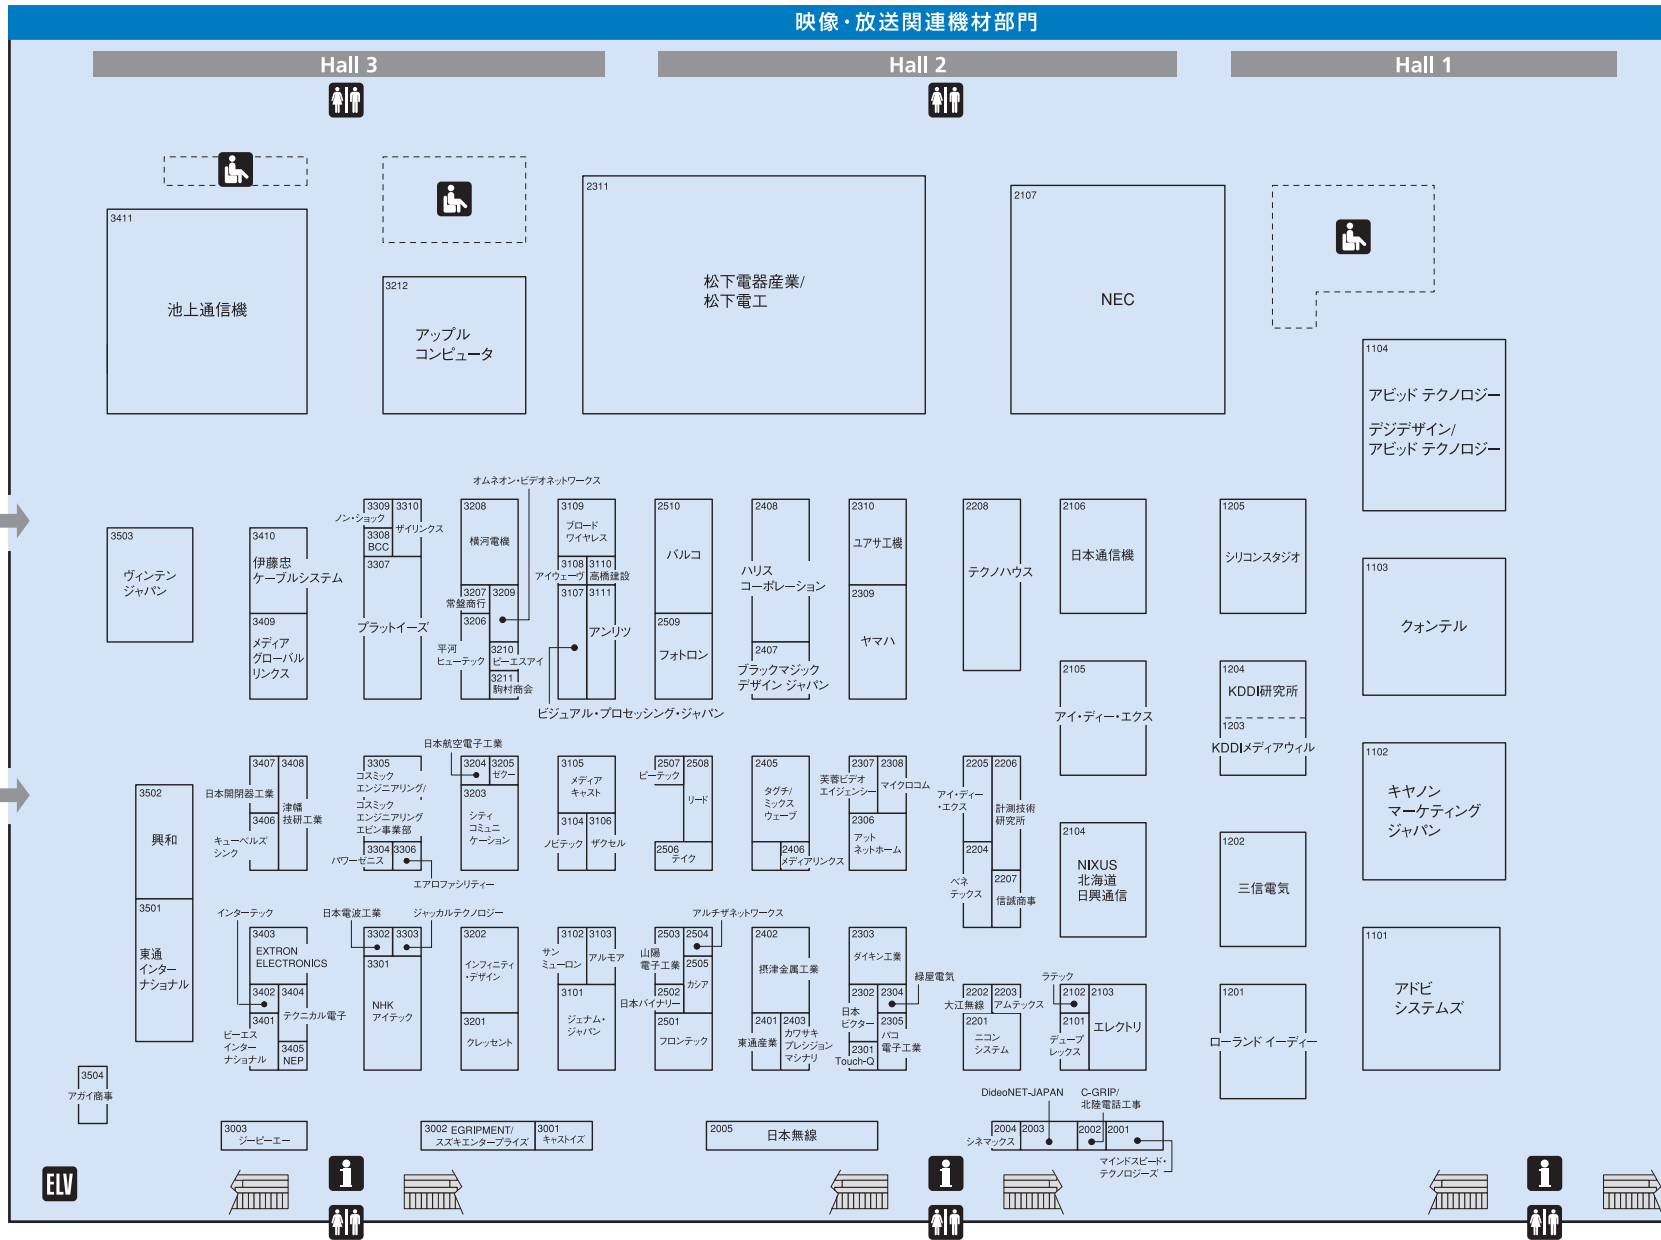 映像・放送関連機材部門
Hall 3
Hall 2
Hall 1
3411
池上通信機
3212
アップル
コンピュータ
2311
松下電器産業/
松下電工
2107
NEC
1104
アビッド テクノロジー
デジデザイン/
アビッド テクノロジー
オムネオン・ビデオネットワークス
3503
ヴィンテン
ジャパン
3410
伊藤忠
ケーブルシステム
3409
メディア
グローバル
リンクス
3309
ノン・ショック
3310
ザイリンクス
3308
BCC
3307
プラットイーズ
3208
横河電機
3207
常盤商行
3209
3206
平河
ヒューテック
3210
ピーエスアイ
3211
駒村商会
3109
ブロード
ワイヤレス
3108
アイウェーヴ
3110
高橋建設
3107
3111
アンリツ
ビジュアル・プロセッシング・ジャパン
2510
バルコ
2509
フォトロン
2408
ハリス
コーポレーション
2407
ブラックマジック
デザイン ジャパン
2310
ユアサ工機
2309
ヤマハ
2208
テクノハウス
2106
日本通信機
2105
アイ・ディー・エクス
1205
シリコンスタジオ
1204
KDDI研究所
1203
KDDIメディアウィル
1103
クォンテル
1102
キヤノン
マーケティング
ジャパン
3502
興和
3501
東通
インター
ナショナル
3407
日本開閉器工業
3408
津幡
技研工業
3406
キューベルズ
シンク
3305
コスミック
エンジニアリング/
コスミック
エンジニアリング
エビン事業部
3304
パワーゼニス
3306
エアロファシリティー
日本航空電子工業
3204
3205
ゼクー
3203
シティ
コミュニ
ケーション
3105
メディア
キャスト
3104
ノビテック
3106
ザクセル
2507
ビーテック
2508
リード
2506
テイク
2405
タグチ/
ミックス
ウェーブ
2406
メディアリンクス
2307
芙蓉ビデオ
エイジェンシー
2308
マイクロコム
2306
アット
ネットホーム
2205
アイ・ディー
・エクス
2206
計測技術
研究所
2204
ベネ
テックス
2207
信誠商事
2104
NIXUS
北海道
日興通信
1202
三信電気
1101
アドビ
システムズ
インターテック
3403
EXTRON
ELECTRONICS
3402
3404
テクニカル電子
3401
ピーエス
インター
ナショナル
3405
NEP
日本電波工業
ジャッカルテクノロジー
3302
3303
3301
NHK
アイテック
3202
インフィニティ
・デザイン
3201
クレッセント
3102
サン
ミューロン
3103
アルモア
3101
ジェナム・
ジャパン
アルチザネットワークス
2503
山陽
電子工業
2504
2505
カシア
2502
日本バイナリー
2501
フロンテック
2402
摂津金属工業
2401
東通産業
2403
カワサキ
プレシジョン
マシナリ
2303
ダイキン工業
緑屋電気
2302
日本
ビクター
2304
2305
パコ
電子工業
2301
Touch-Q
2202
大江無線
2203
アムテックス
2201
ニコン
システム
ラテック
2102
2103
エレクトリ
2101
デュープ
レックス
1201
ローランド イーディー
3504
アガイ商事
3003
ジーピーエー
3002 EGRIPMENT/
スズキエンタープライズ
3001
キャストイズ
2005
日本無線
DideoNET-JAPAN
C-GRIP/
北陸電話工事
2004
シネマックス
2003
2002
2001
マインドスピード・
テクノロジーズ
ELV